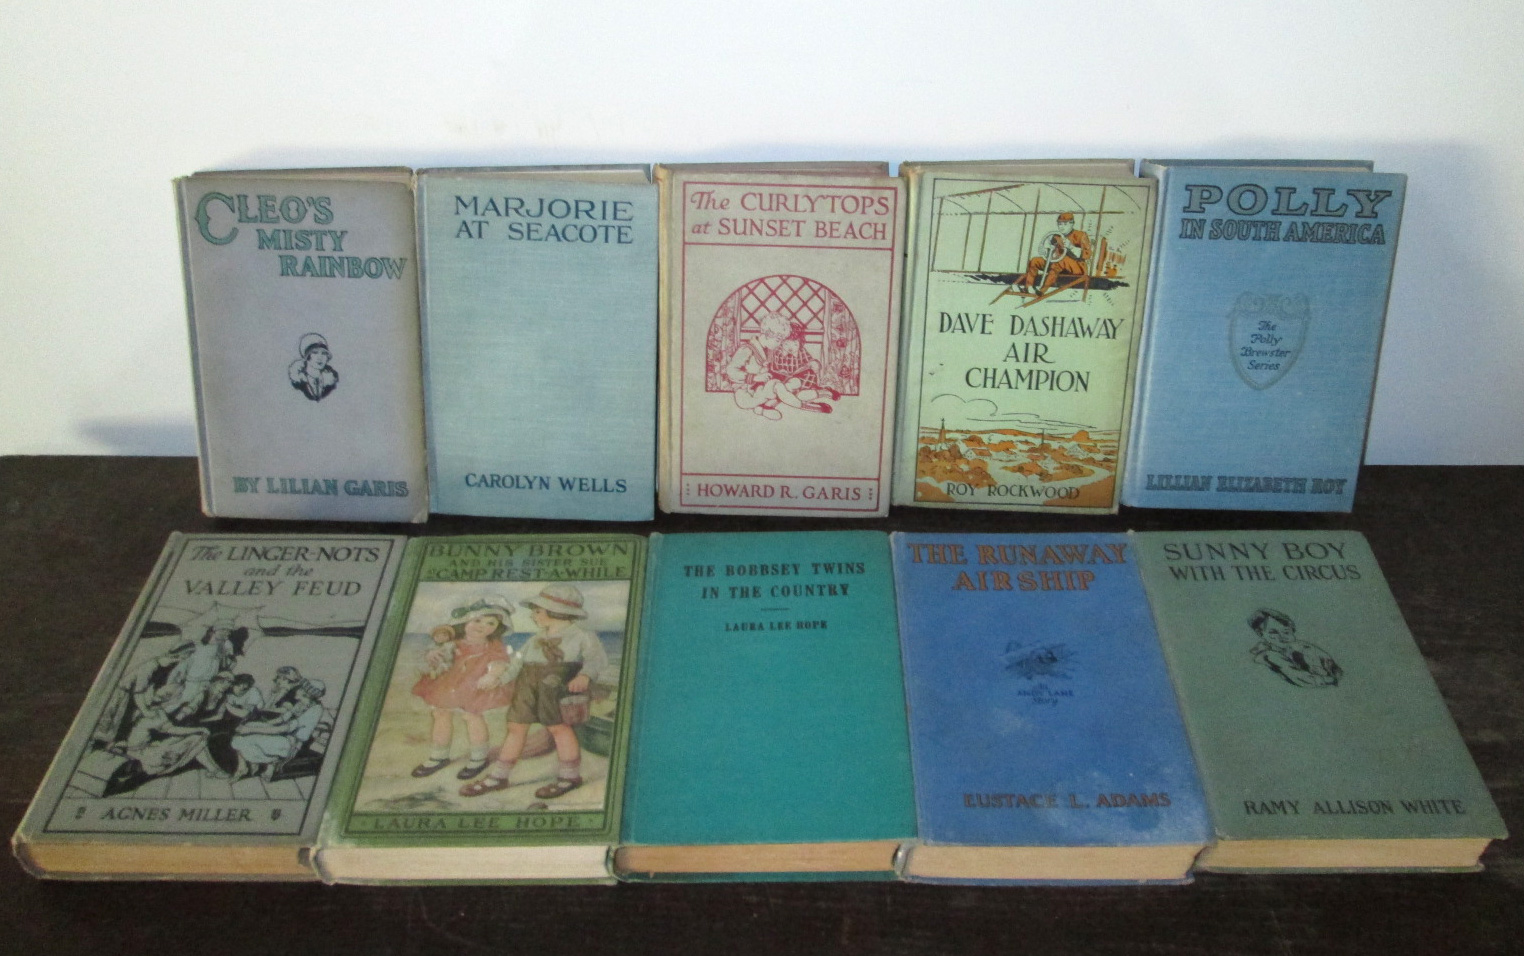 CLEO'S
MISTY
RAINBOW
BY LILIAN GARIS
MARJORIE
AT SEACOTE
CAROLYN WELLS
The CURLYTOPS
at SUNSET BEACH
HOWARD R. GARIS
DAVE DASHAWAY
AIR
CHAMPION
ROY ROCKWOOD
POLLY
IN SOUTH AMERICA
The
Polly
Brewster
Series
LILLIAN ELIZABETH ROY
The LINGER-NOTS
and the
VALLEY FEUD
AGNES MILLER
BUNNY BROWN
AND HIS SISTER SUE
AT CAMP REST-A-WHILE
LAURA LEE HOPE
THE BOBBSEY TWINS
IN THE COUNTRY
LAURA LEE HOPE
THE RUNAWAY
AIRSHIP
An
ANDY LANE
Story
EUSTACE L. ADAMS
SUNNY BOY
WITH THE CIRCUS
RAMY ALLISON WHITE